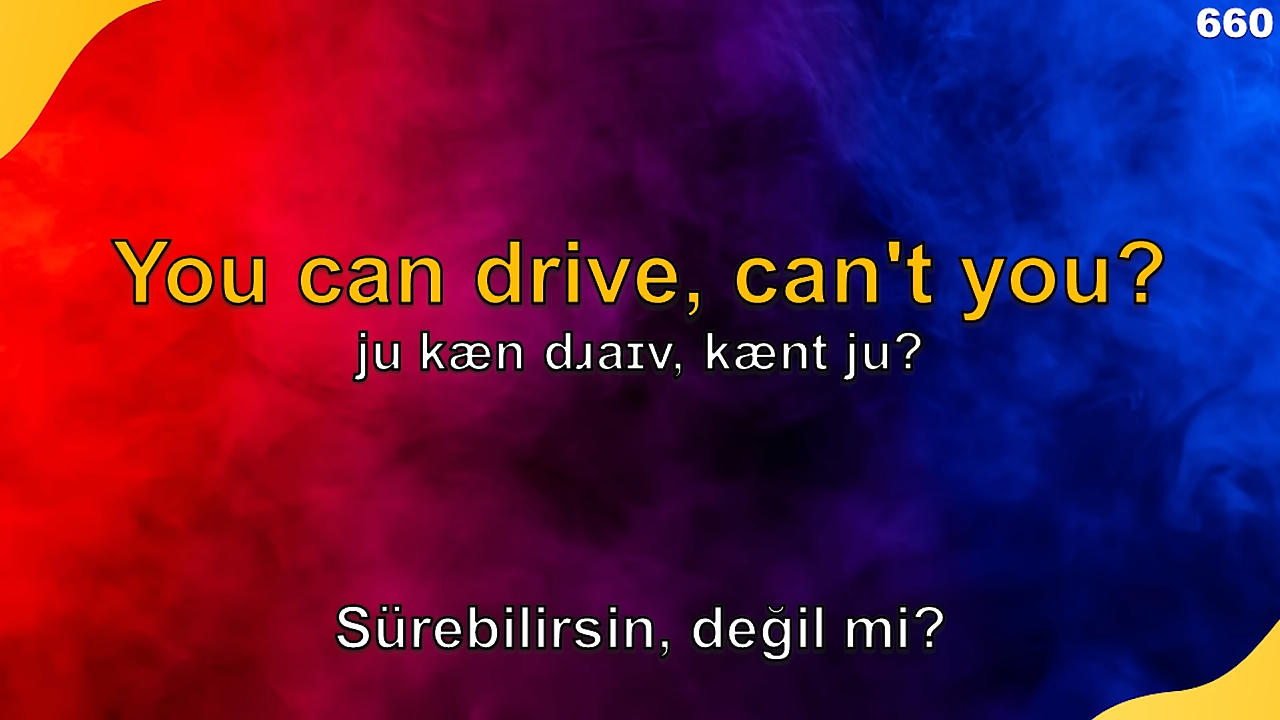 660
You can drive, can't you?
ju kæn dɹaɪv, kænt ju?
Sürebilirsin, değil mi?